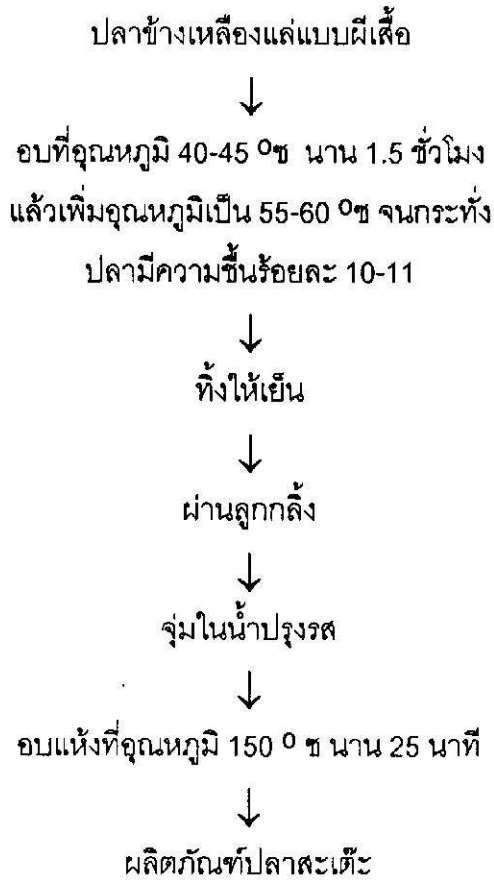 ปลาข้างเหลืองแล่แบบผีเสื้อ
↓
อบที่อุณหภูมิ 40-45 ºซ นาน 1.5 ชั่วโมง
แล้วเพิ่มอุณหภูมิเป็น 55-60 ºซ จนกระทั่ง
ปลามีความชื้นร้อยละ 10-11
↓
ทิ้งให้เย็น
↓
ผ่านลูกกลิ้ง
↓
จุ่มในน้ำปรุงรส
↓
อบแห้งที่อุณหภูมิ 150 º ซ นาน 25 นาที
↓
ผลิตภัณฑ์ปลาสะเต๊ะ